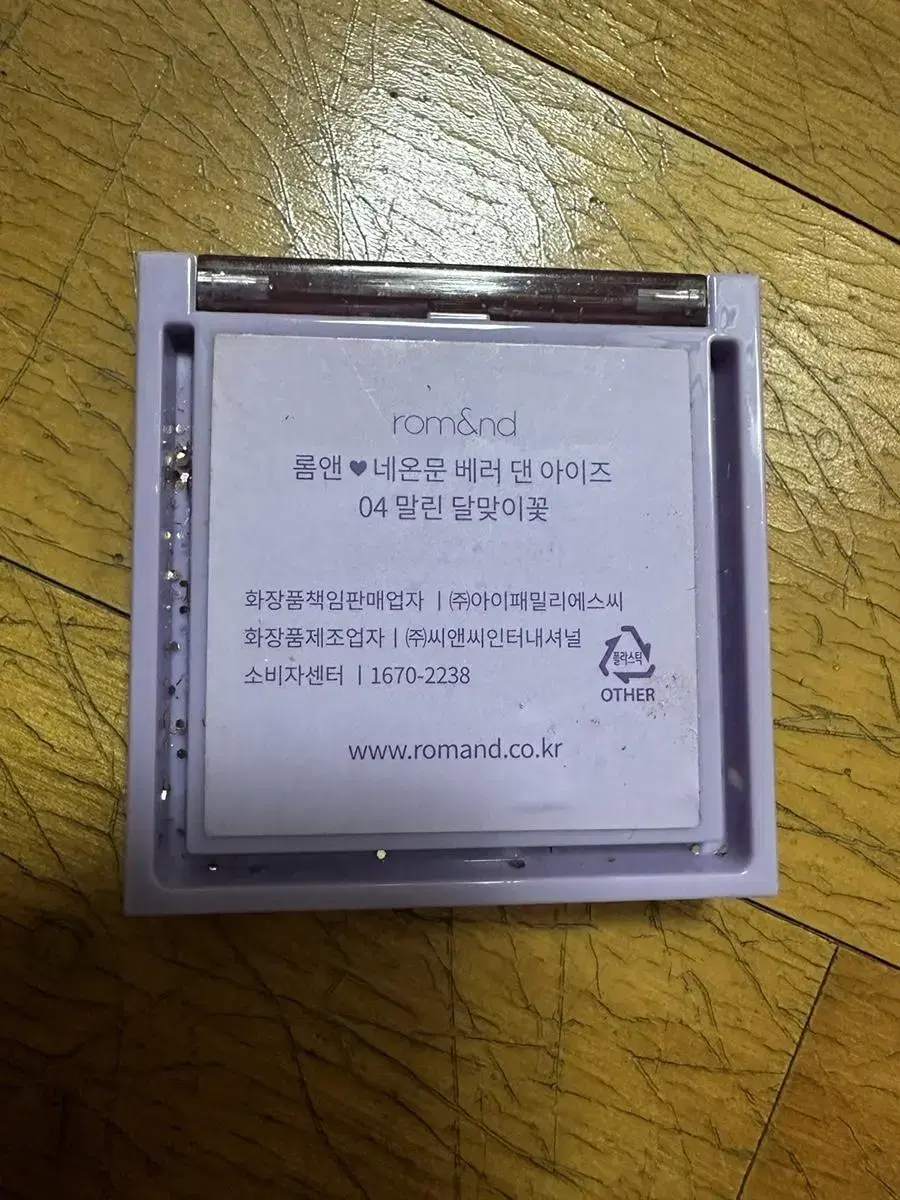 rom&nd
롬앤♥네온문 베러 댄 아이즈
04 말린 달맞이꽃
화장품책임판매업자 ㅣ㈜아이패밀리에스씨
화장품제조업자ㅣ㈜씨앤씨인터내셔널
소비자센터 ㅣ1670-2238
플라스틱
OTHER
www.romand.co.kr